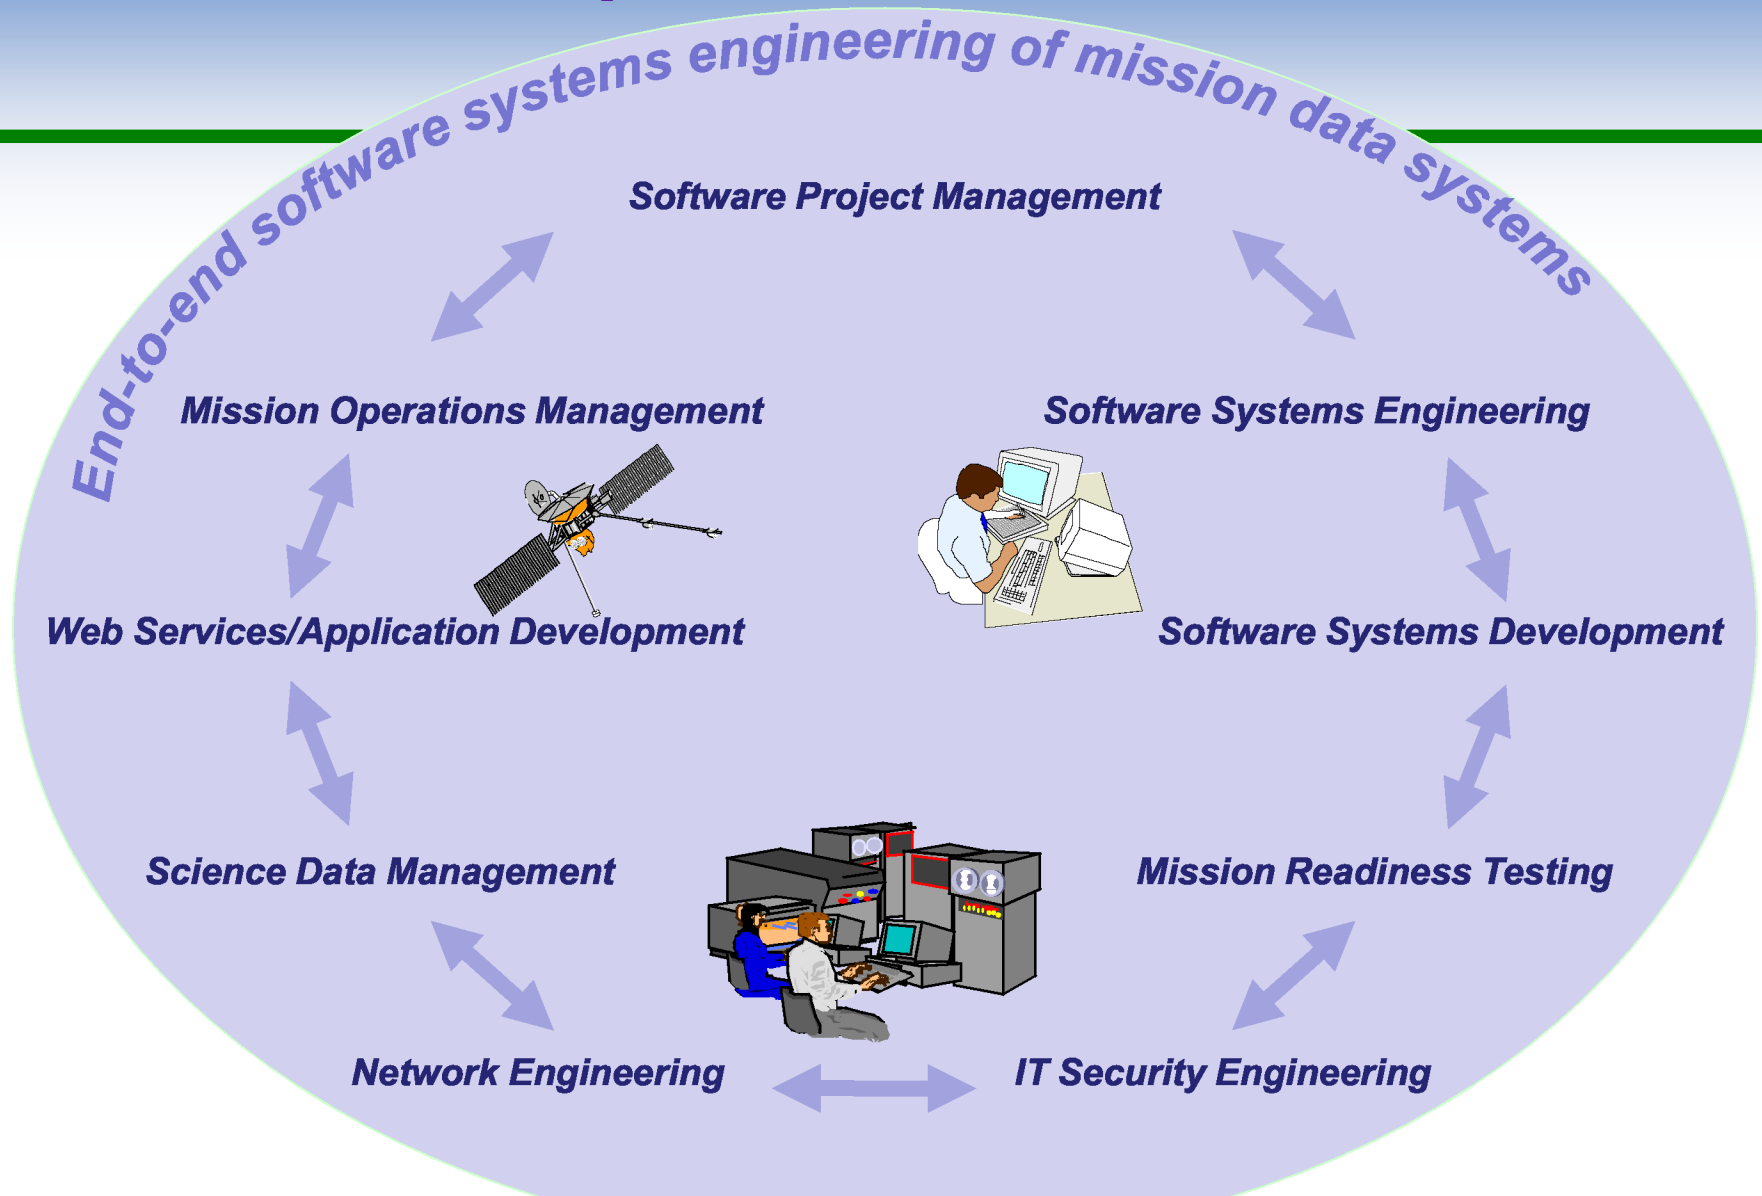 End-to-end software systems engineering of mission data systems
Software Project Management
Mission Operations Management
Software Systems Engineering
Web Services/Application Development
Software Systems Development
Science Data Management
Mission Readiness Testing
Network Engineering
IT Security Engineering